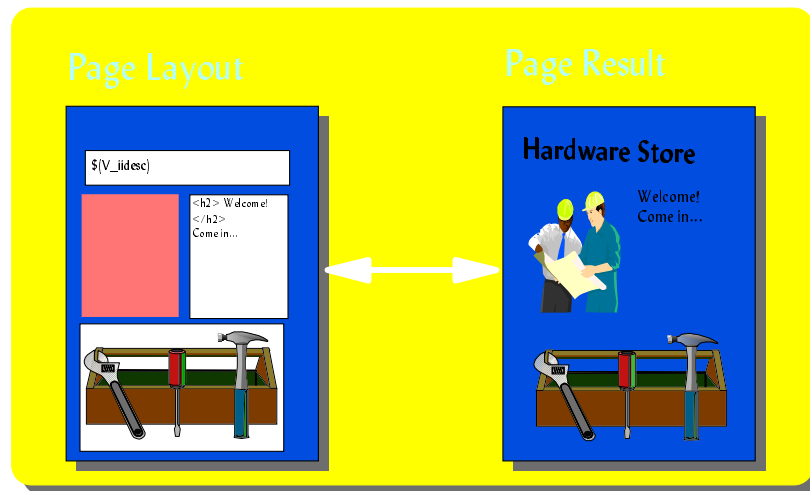 Page Layout
Page Result
$(V_iidesc)
<h2> Welcome!
</h2>
Come in...
Hardware Store
Welcome!
Come in...